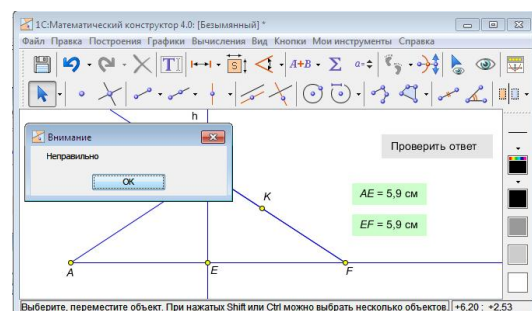 1С:Математический конструктор 4.0: [Безымянный] *
Файл Правка Построения Графики Вычисления Вид Кнопки Мои инструменты Справка
T
A+B
Σ
a=
h
Внимание
Неправильно
OK
Проверить ответ
K
AE = 5,9 см
EF = 5,9 см
A
E
F
Выберите, переместите объект. При нажатых Shift или Ctrl можно выбрать несколько объектов.
+6,20 ; +2,53